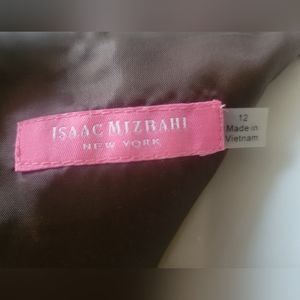 ISAAC MIZRAHI
NEW YORK
12
Made in
Vietnam